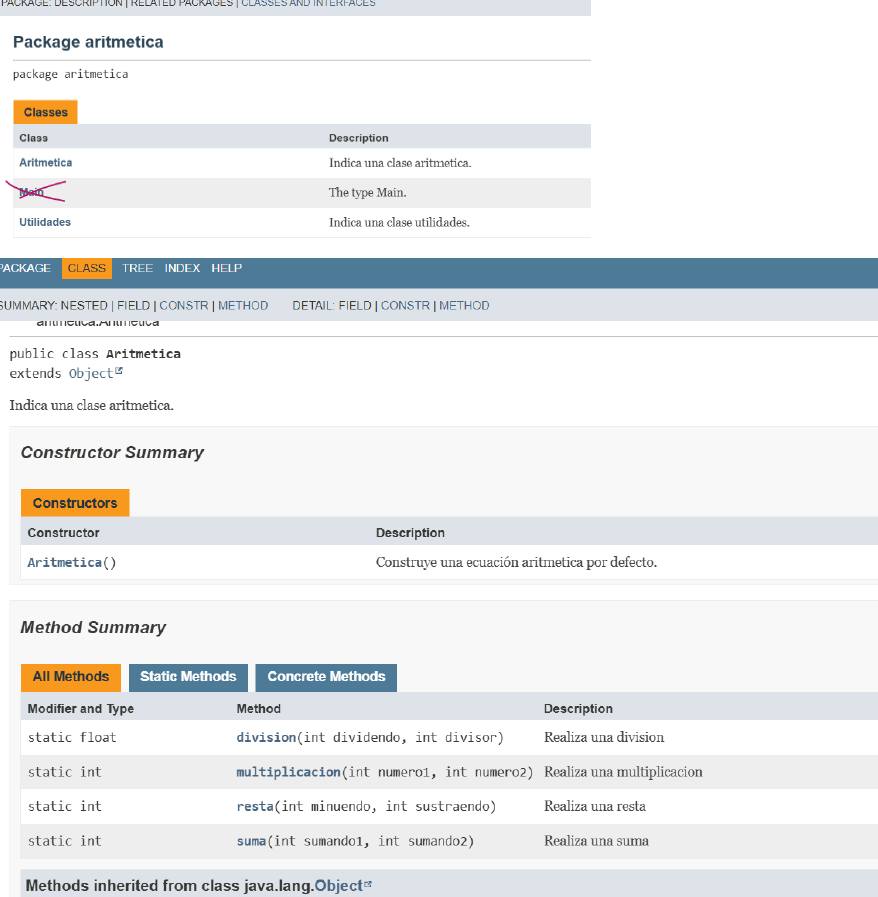 PACKAGE: DESCRIPTION | RELATED PACKAGES | CLASSES AND INTERFACES
Package aritmetica
package aritmetica
Classes
Class Description
Aritmetica Indica una clase aritmetica.
Main The type Main.
Utilidades Indica una clase utilidades.
PACKAGE CLASS TREE INDEX HELP
SUMMARY: NESTED | FIELD | CONSTR | METHOD DETAIL: FIELD | CONSTR | METHOD
aritmetica.Aritmetica
public class Aritmetica
extends Object
Indica una clase aritmetica.
Constructor Summary
Constructors
Constructor Description
Aritmetica() Construye una ecuación aritmetica por defecto.
Method Summary
All Methods Static Methods Concrete Methods
Modifier and Type Method Description
static float division(int dividendo, int divisor) Realiza una division
static int multiplicacion(int numero1, int numero2) Realiza una multiplicacion
static int resta(int minuendo, int sustraendo) Realiza una resta
static int suma(int sumando1, int sumando2) Realiza una suma
Methods inherited from class java.lang.Object